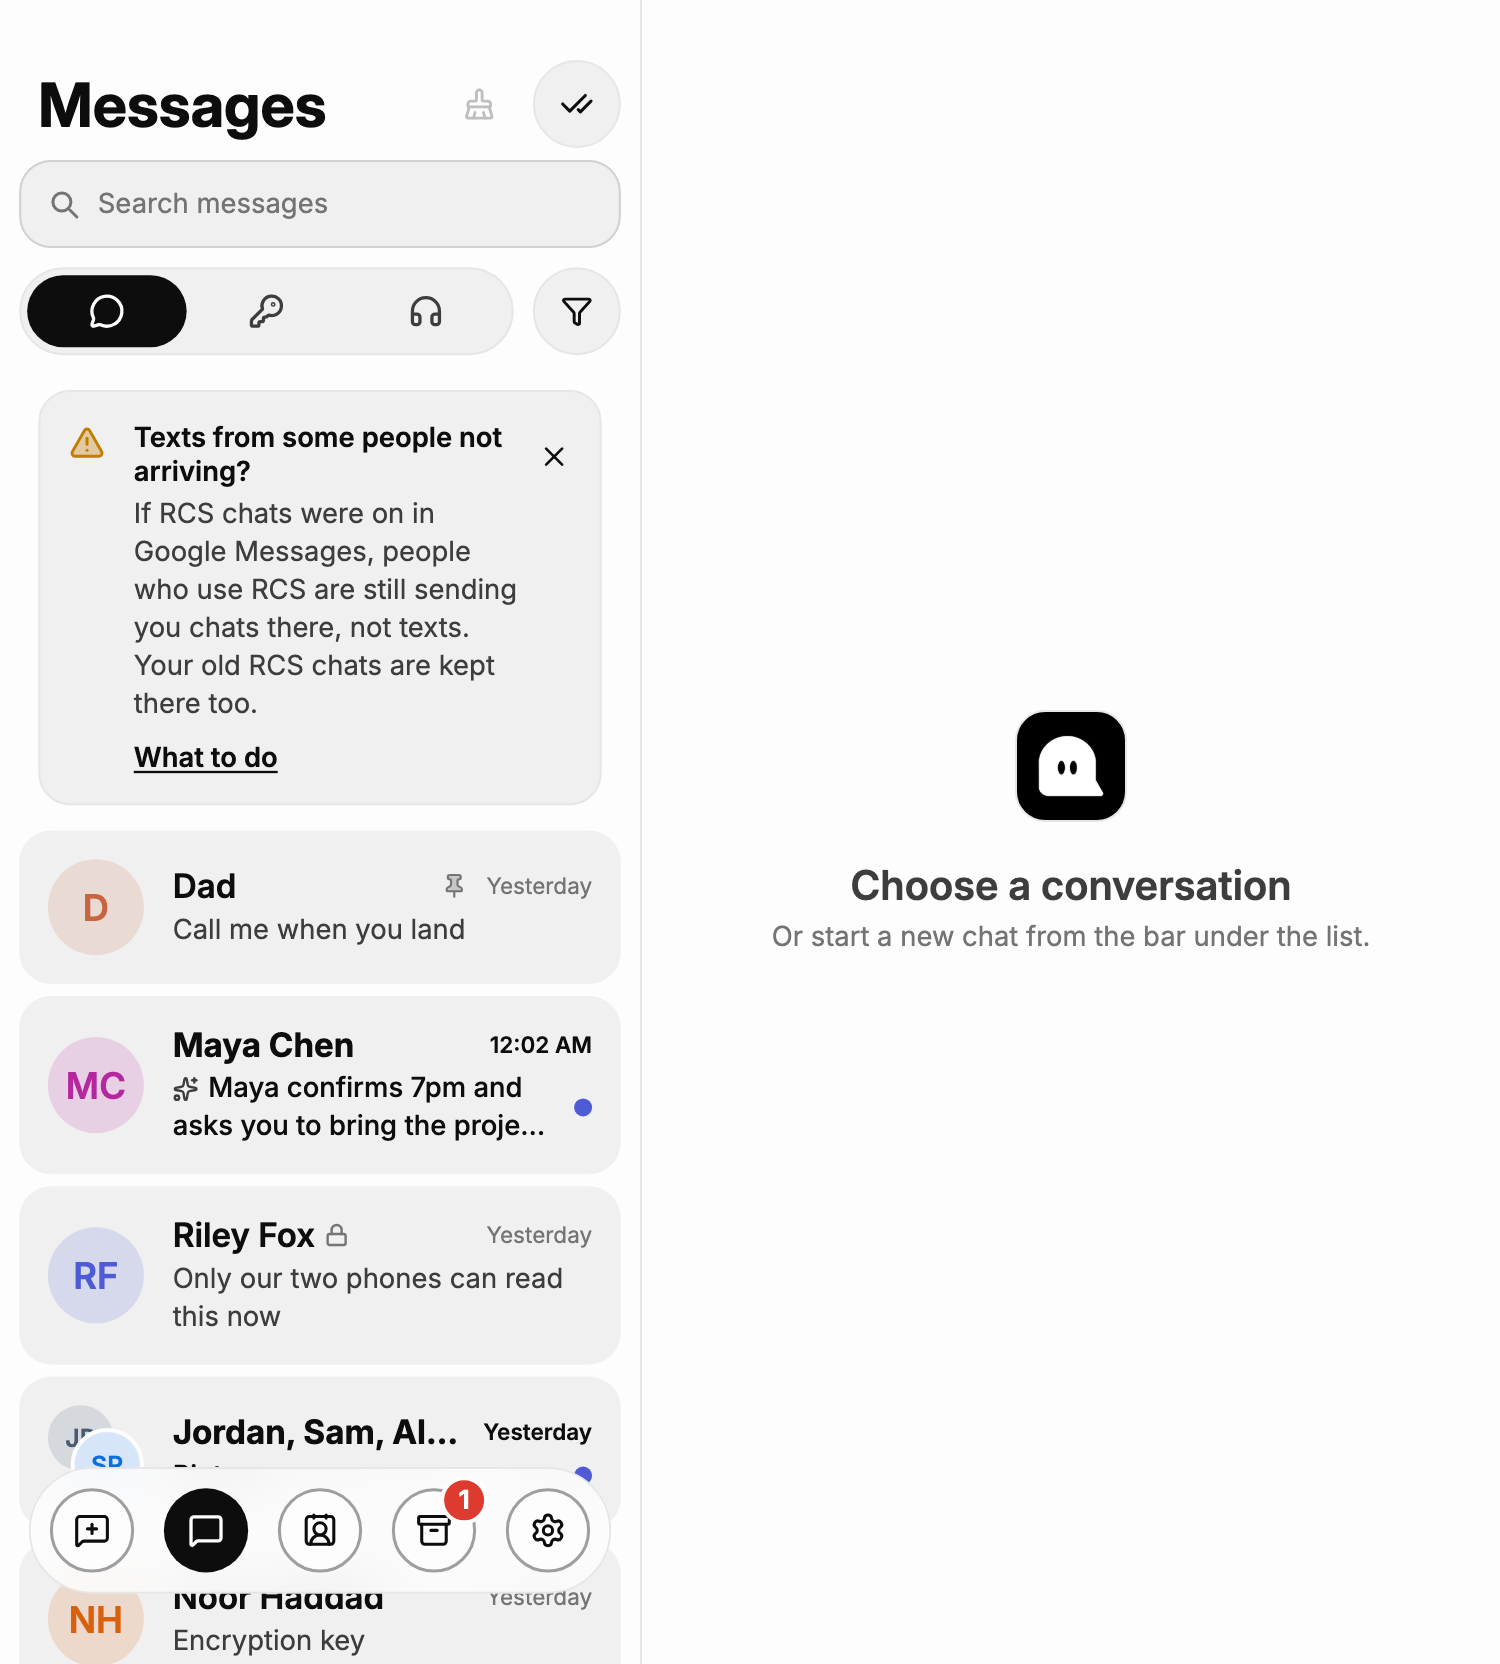 Messages
Search messages
Texts from some people not
arriving?
If RCS chats were on in
Google Messages, people
who use RCS are still sending
you chats there, not texts.
Your old RCS chats are kept
there too.
What to do
D
Dad
Yesterday
Call me when you land
MC
Maya Chen
12:02 AM
Maya confirms 7pm and
asks you to bring the proje...
RF
Riley Fox
Yesterday
Only our two phones can read
this now
SR
Jordan, Sam, Al...
Yesterday
1
NH
Noor Haddad
Yesterday
Encryption key
Choose a conversation
Or start a new chat from the bar under the list.